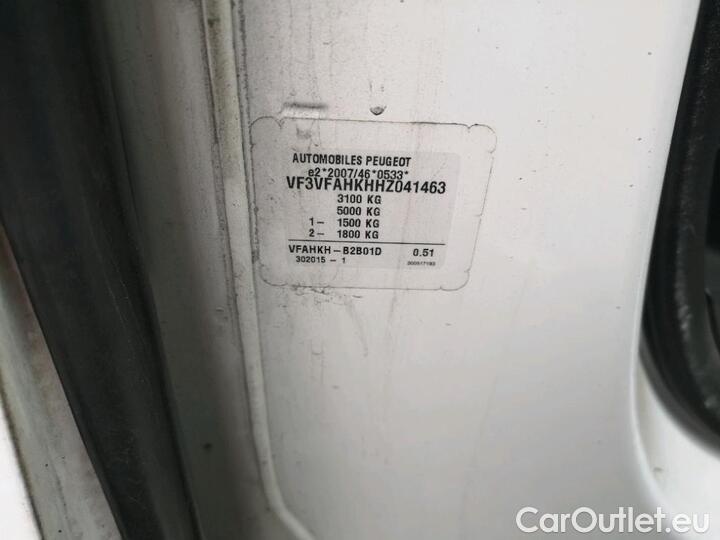 AUTOMOBILES PEUGEOT
e2*2007/46*0533*
VF3VFAHKHHZ041463
3100 KG
5000 KG
1- 1500 KG
2- 1800 KG
VFAHKH-B2B01D 0.51
302015 - 1
CarOutlet.eu